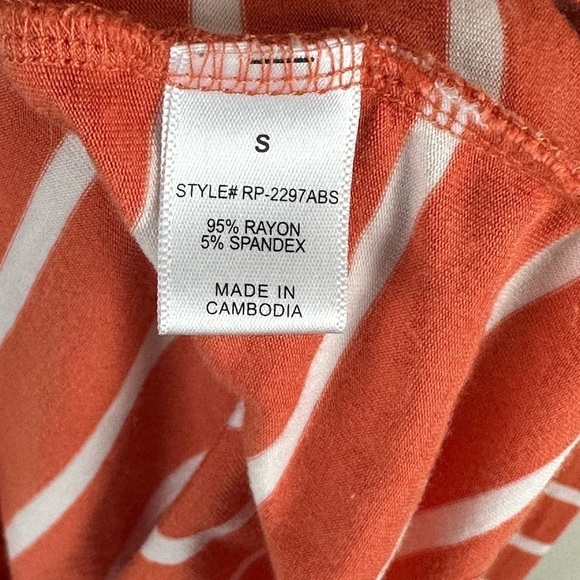 S
STYLE# RP-2297ABS
95% RAYON
5% SPANDEX
MADE IN
CAMBODIA